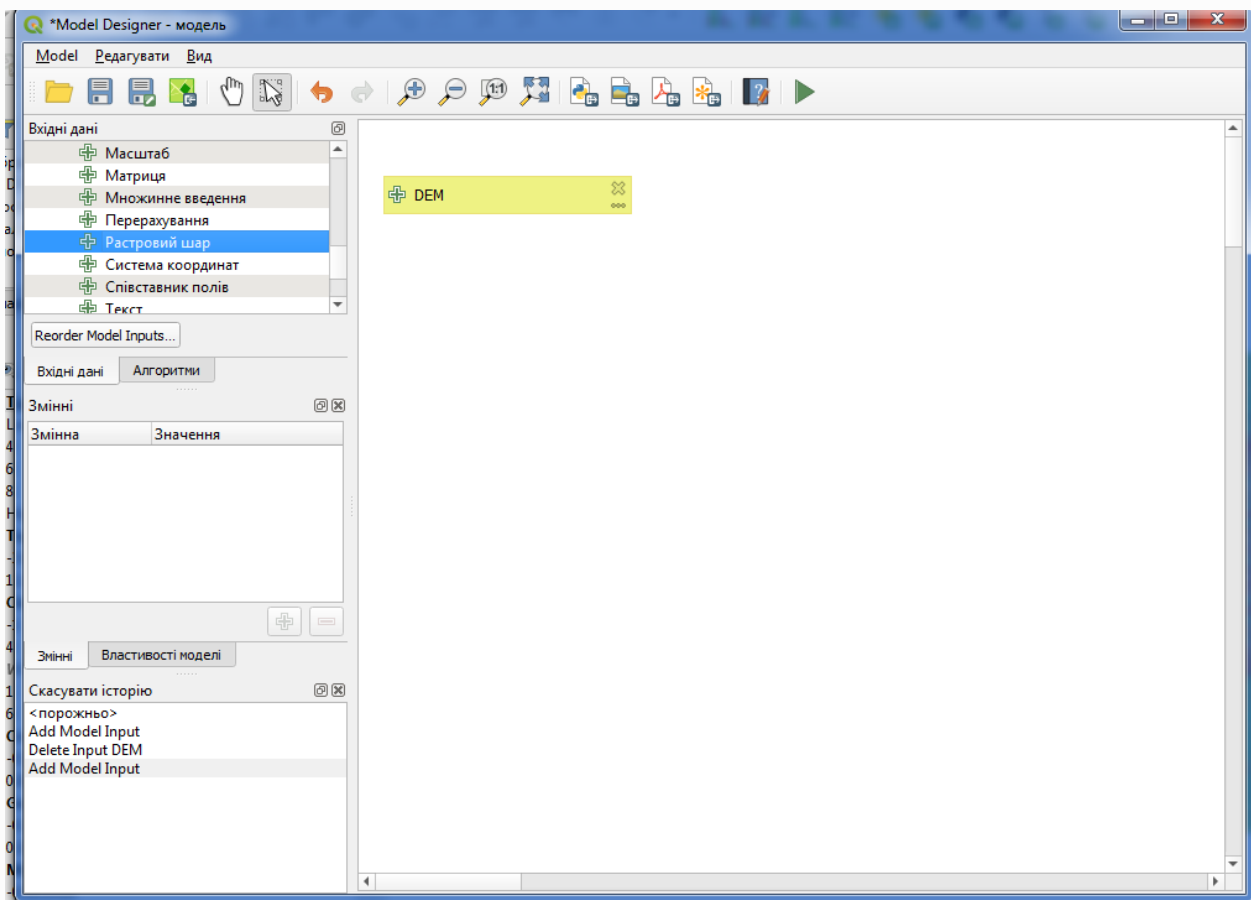 *Model Designer - модель
Model Редагувати Вид
1:1
Вхідні дані
Масштаб
Матриця
Множинне введення
Перерахування
Растровий шар
Система координат
Співставник полів
Текст
Reorder Model Inputs...
Вхідні дані Алгоритми
Змінні
Змінна Значення
Змінні Властивості моделі
Скасувати історію
<порожньо>
Add Model Input
Delete Input DEM
Add Model Input
DEM